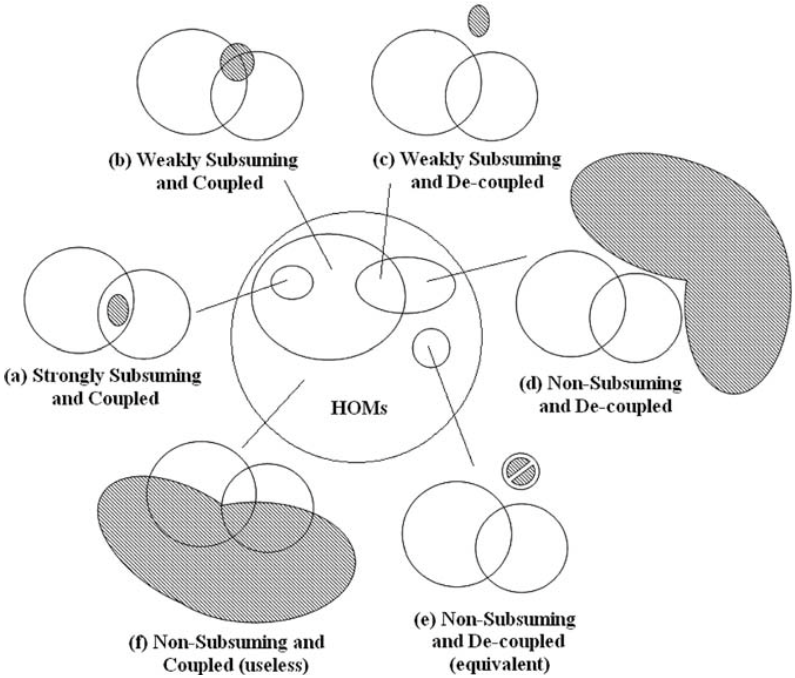 (b) Weakly Subsuming
and Coupled
(c) Weakly Subsuming
and De-coupled
(a) Strongly Subsuming
and Coupled
(d) Non-Subsuming
and De-coupled
HOMs
(f) Non-Subsuming and
Coupled (useless)
(e) Non-Subsuming
and De-coupled
(equivalent)